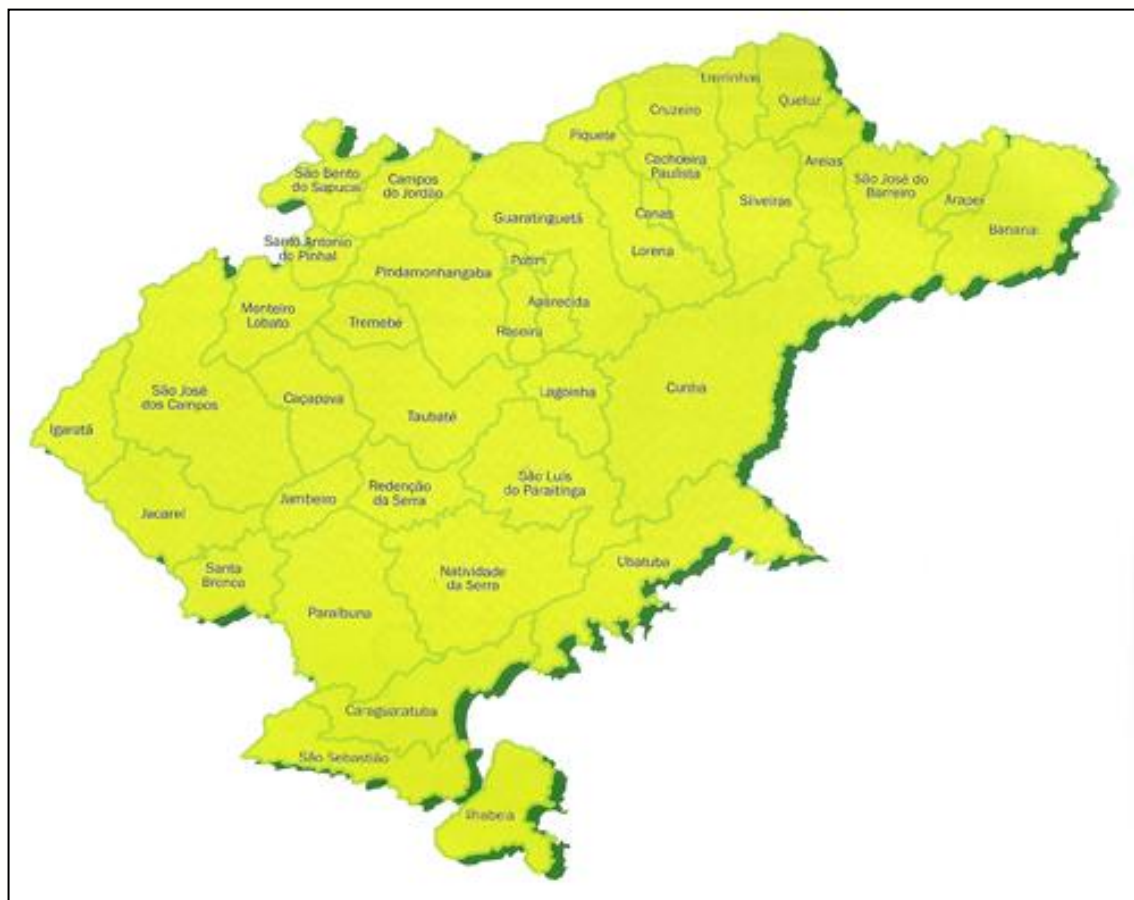 Lavrinhas
Queluz
Cruzeiro
Piquete
Cachoeira
Paulista
Areias
São Bento
do Sapucaí
Campos
do Jordão
São José do
Barreiro
Silveiras
Arapeí
Canas
Guaratinguetá
Bananal
Santo Antonio
do Pinhal
Lorena
Potim
Pindamonhangaba
Aparecida
Monteiro
Lobato
Tremebé
Roseira
São José
dos Campos
Caçapava
Lagoinha
Cunha
Taubaté
Igaratá
São Luís
do Paraitinga
Redenção
da Serra
Jambeiro
Jacareí
Ubatuba
Santa
Branca
Natividade
da Serra
Paraibuna
Caraguaratuba
São Sebastião
Ilhabela